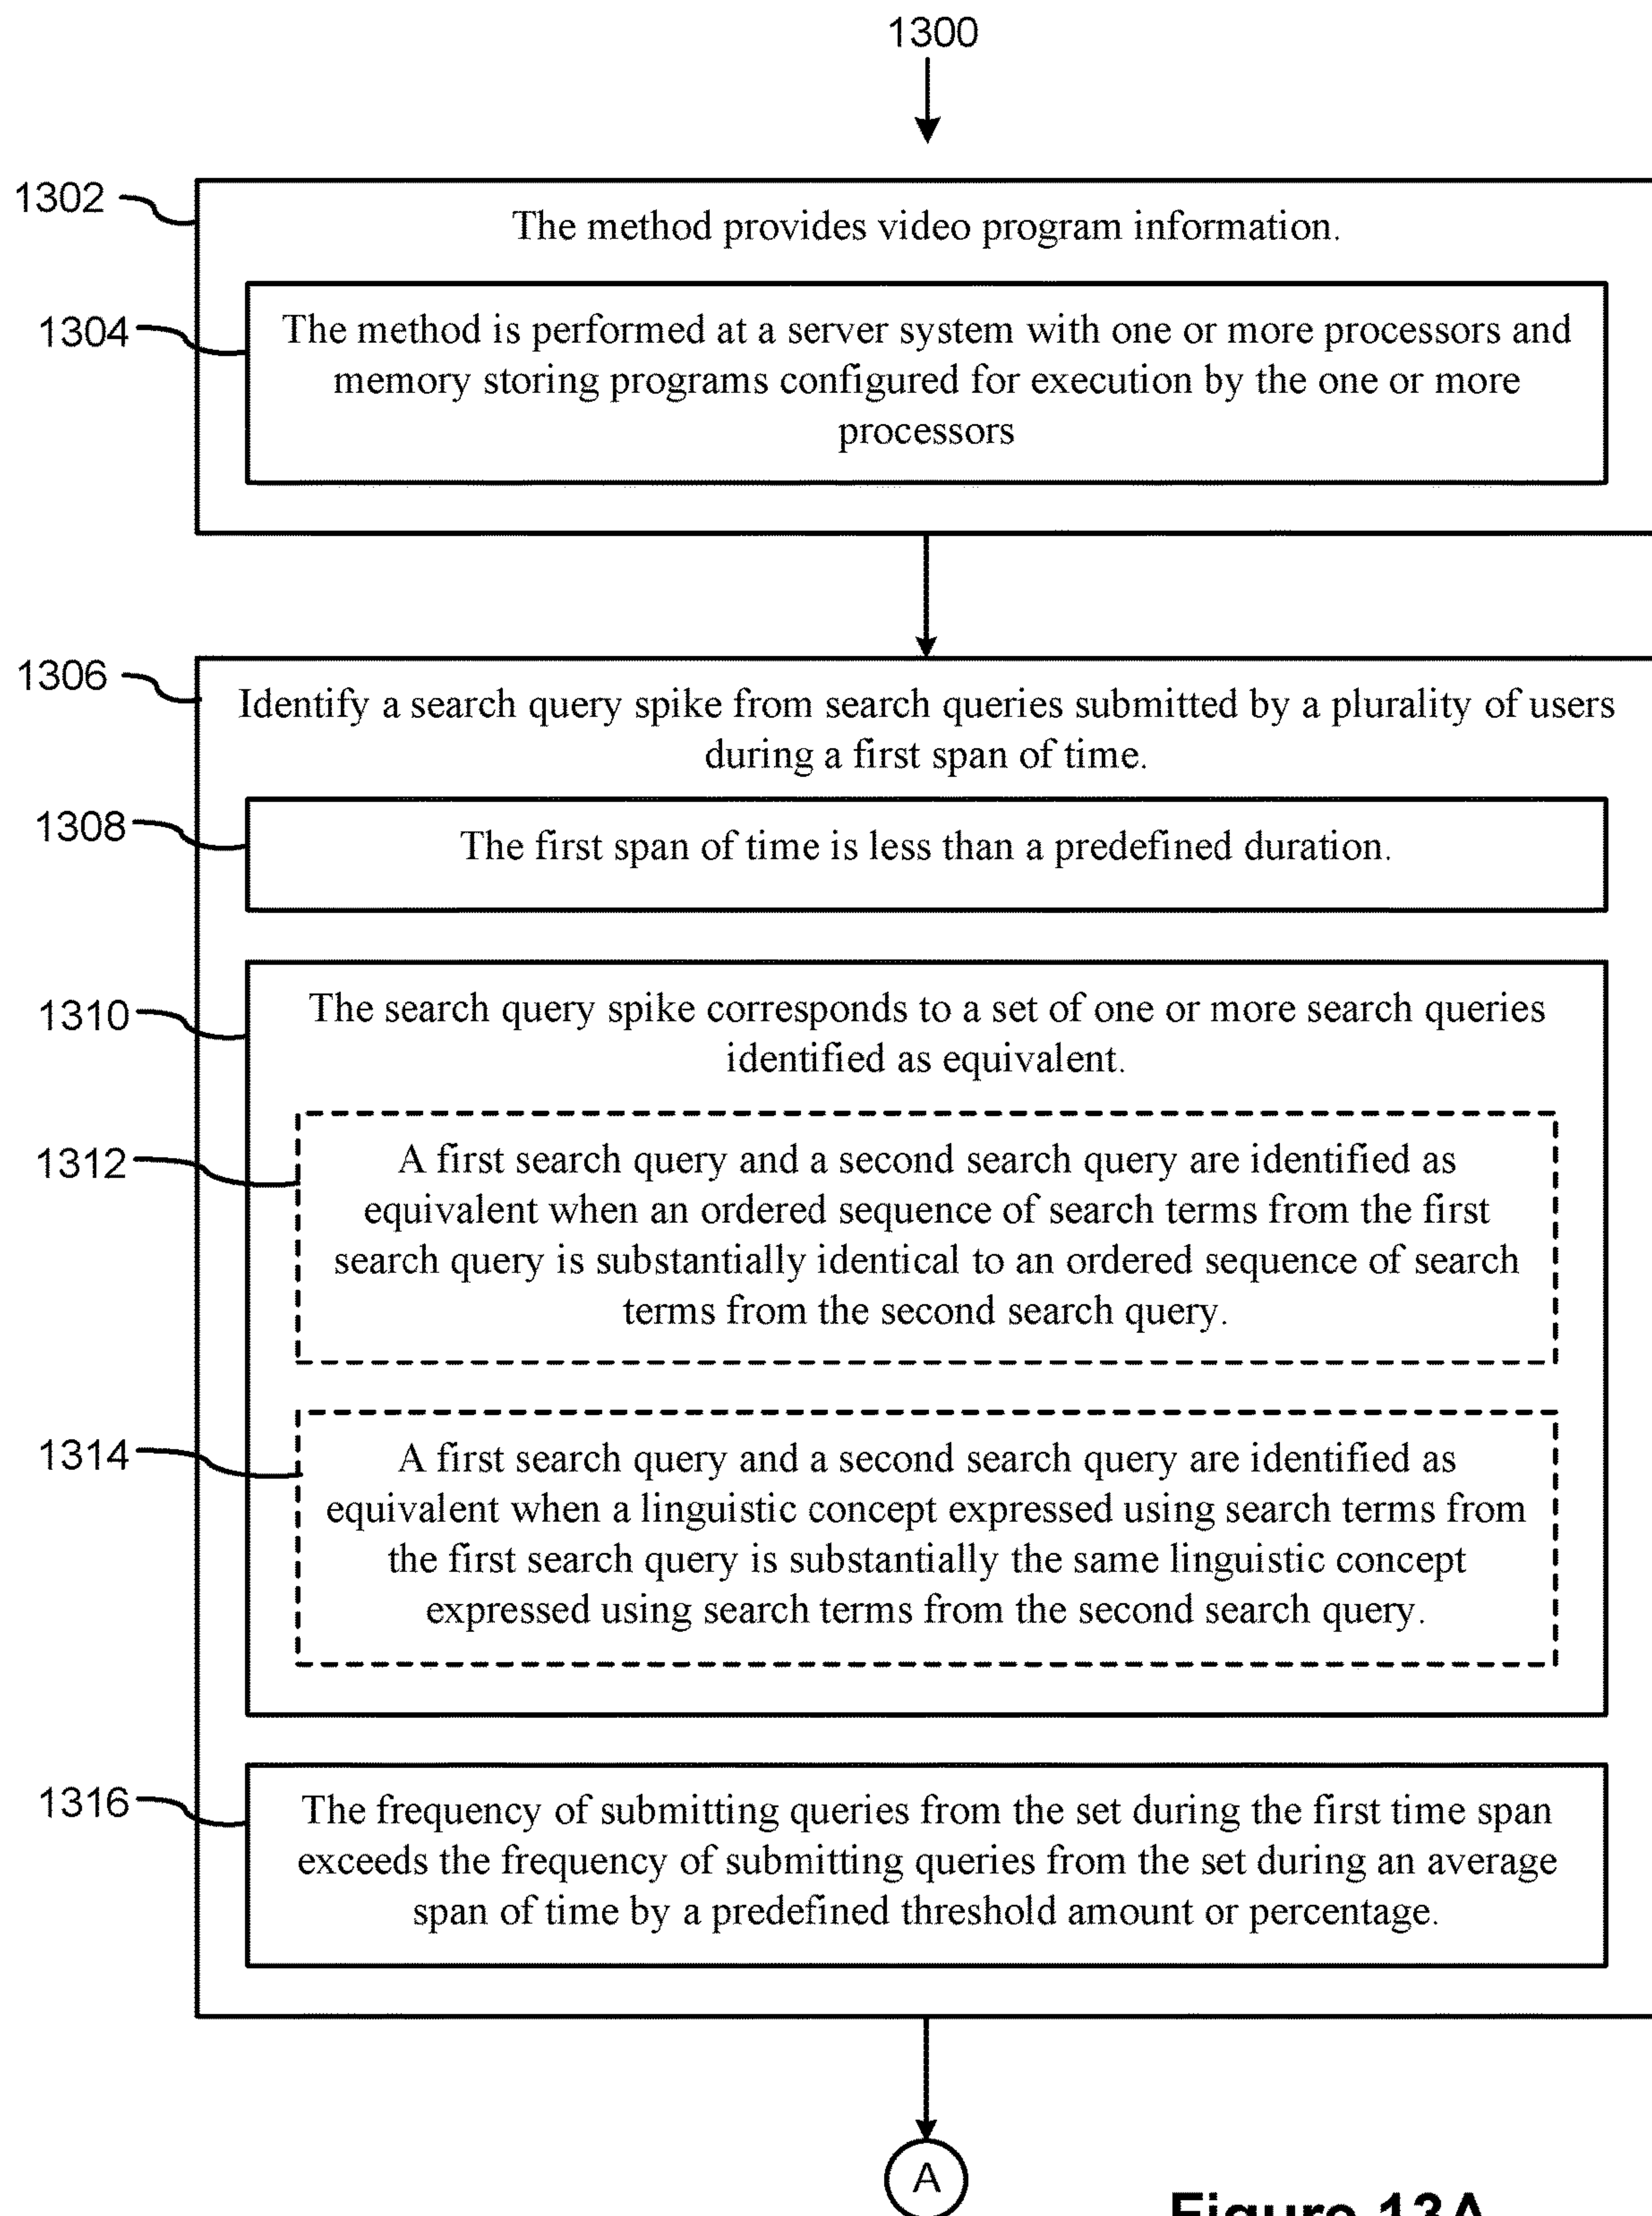 1300
1302
The method provides video program information.
1304
The method is performed at a server system with one or more processors and
memory storing programs configured for execution by the one or more
processors
1306
Identify a search query spike from search queries submitted by a plurality of users
during a first span of time.
1308
The first span of time is less than a predefined duration.
1310
The search query spike corresponds to a set of one or more search queries
identified as equivalent.
1312
A first search query and a second search query are identified as
equivalent when an ordered sequence of search terms from the first
search query is substantially identical to an ordered sequence of search
terms from the second search query.
1314
A first search query and a second search query are identified as
equivalent when a linguistic concept expressed using search terms from
the first search query is substantially the same linguistic concept
expressed using search terms from the second search query.
1316
The frequency of submitting queries from the set during the first time span
exceeds the frequency of submitting queries from the set during an average
span of time by a predefined threshold amount or percentage.
A
Figure 13A